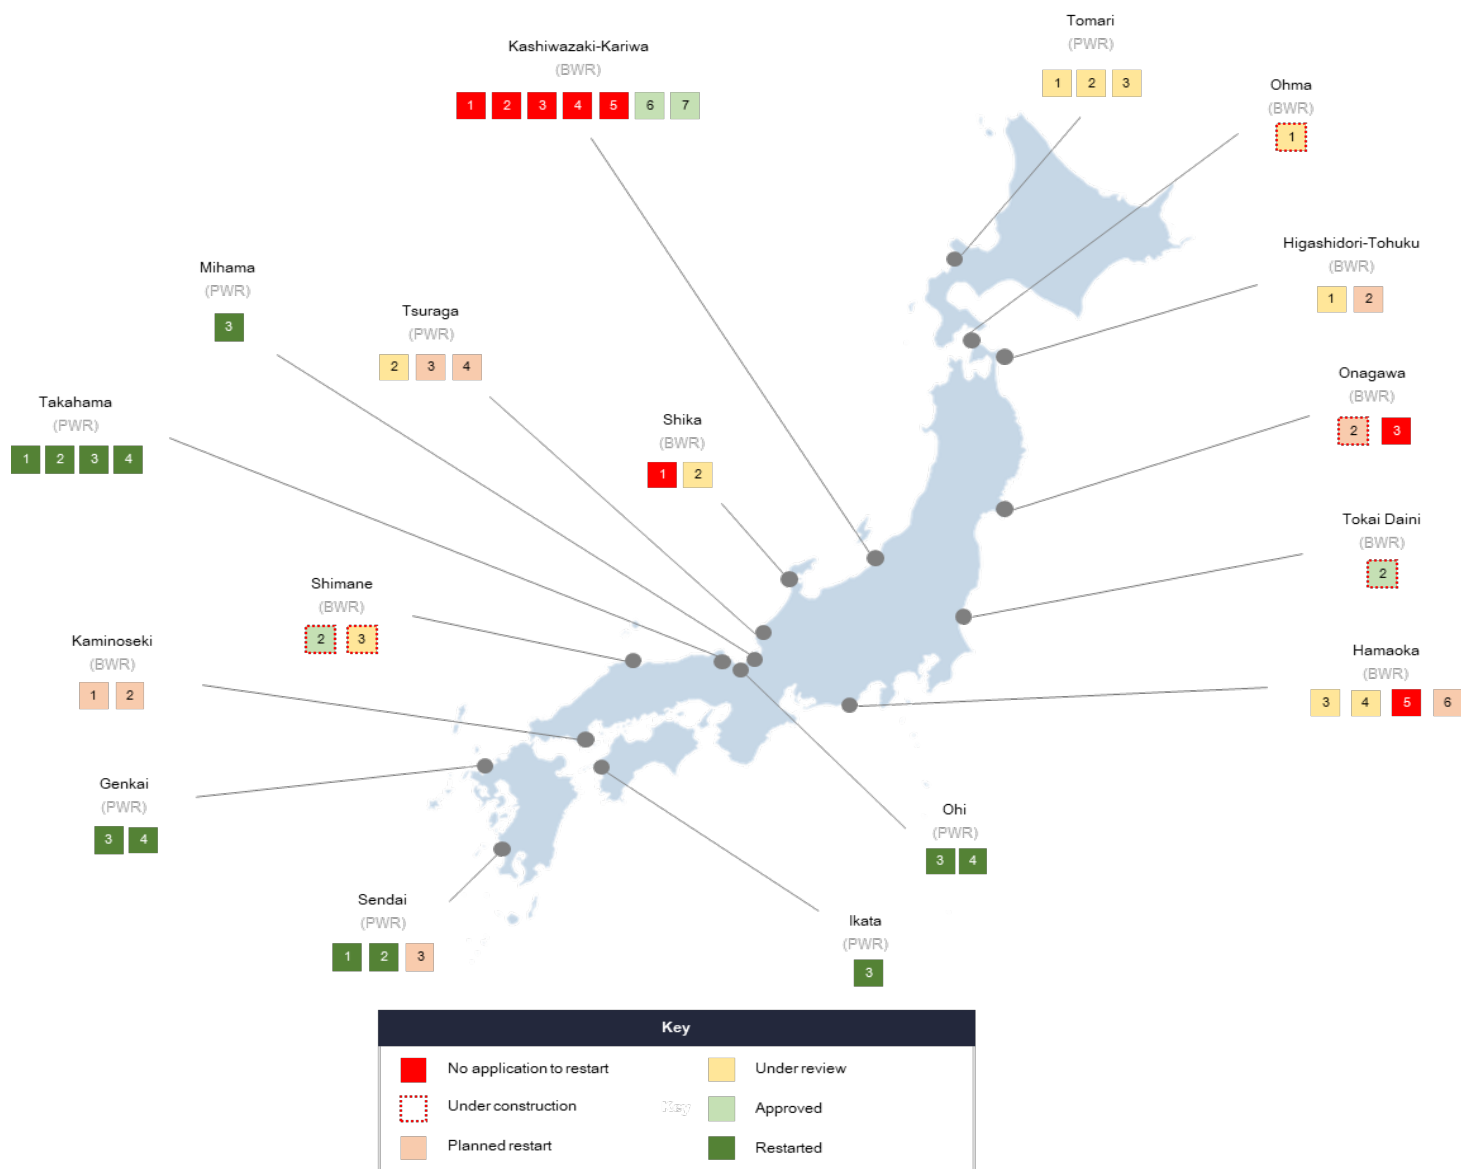 Tomari
(PWR)
1 2 3
Kashiwazaki-Kariwa
(BWR)
1 2 3 4 5 6 7
Ohma
(BWR)
1
Higashidori-Tohuku
(BWR)
1 2
Mihama
(PWR)
3
Tsuraga
(PWR)
2 3 4
Onagawa
(BWR)
2 3
Takahama
(PWR)
1 2 3 4
Shika
(BWR)
1 2
Tokai Daini
(BWR)
2
Shimane
(BWR)
2 3
Kaminoseki
(BWR)
1 2
Hamaoka
(BWR)
3 4 5 6
Genkai
(PWR)
3 4
Ohi
(PWR)
3 4
Sendai
(PWR)
1 2 3
Ikata
(PWR)
3
Key
No application to restart
Under review
Under construction
Key
Approved
Planned restart
Restarted